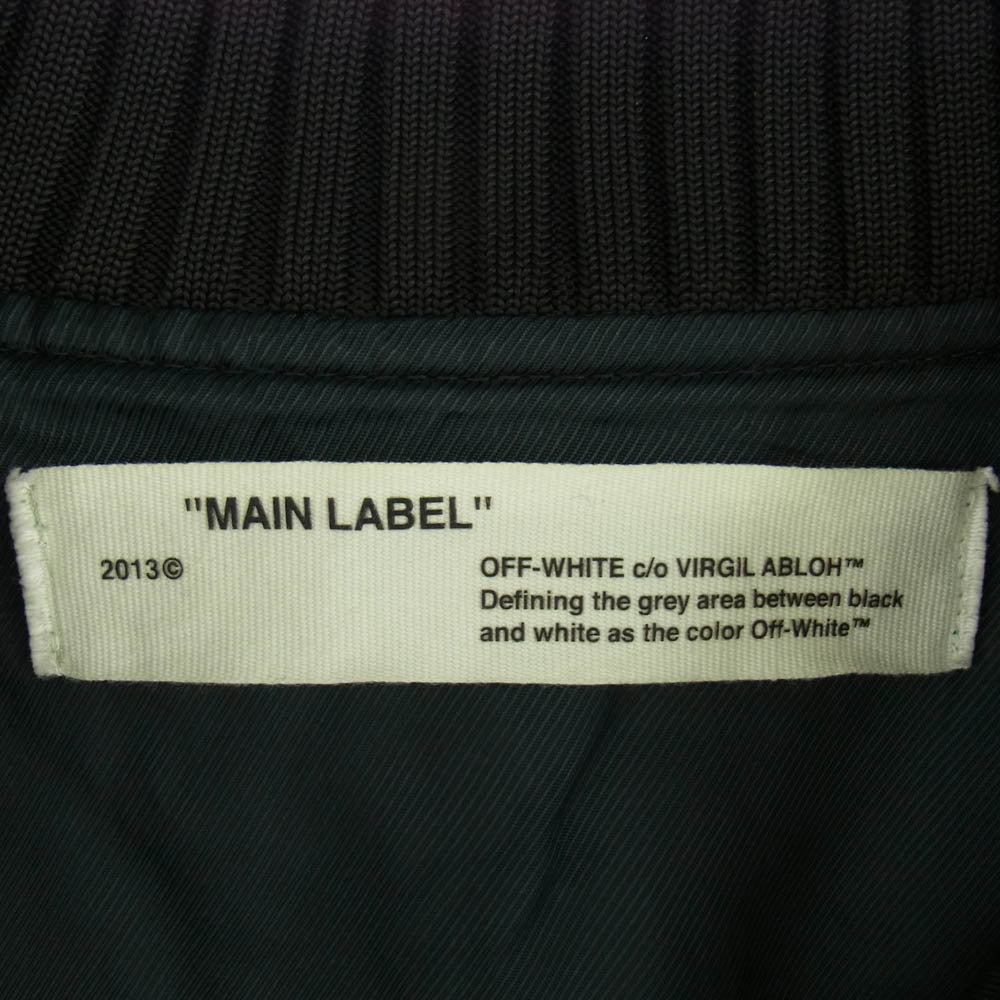 "MAIN LABEL"
2013©
OFF-WHITE c/o VIRGIL ABLOH™
Defining the grey area between black
and white as the color Off-White™